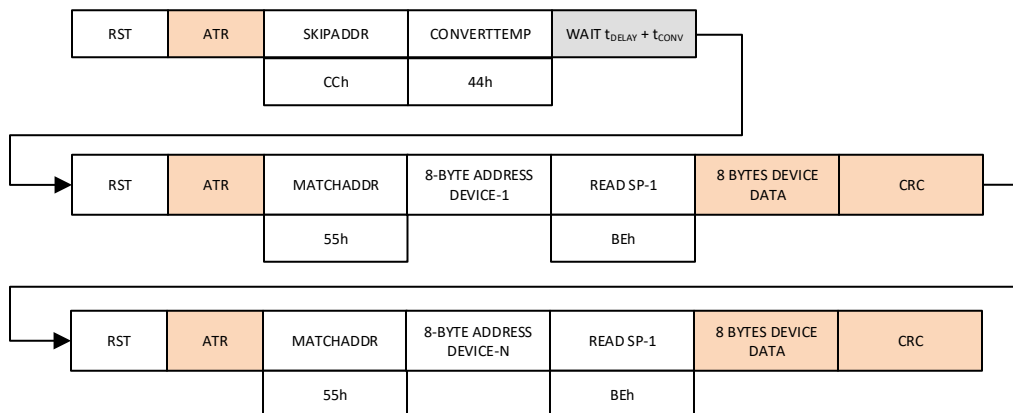 RST ATR SKIPADDR CONVERTTEMP WAIT tDELAY + tCONV
CCh 44h
RST ATR MATCHADDR 8-BYTE ADDRESS DEVICE-1 READ SP-1 8 BYTES DEVICE DATA CRC
55h BEh
RST ATR MATCHADDR 8-BYTE ADDRESS DEVICE-N READ SP-1 8 BYTES DEVICE DATA CRC
55h BEh